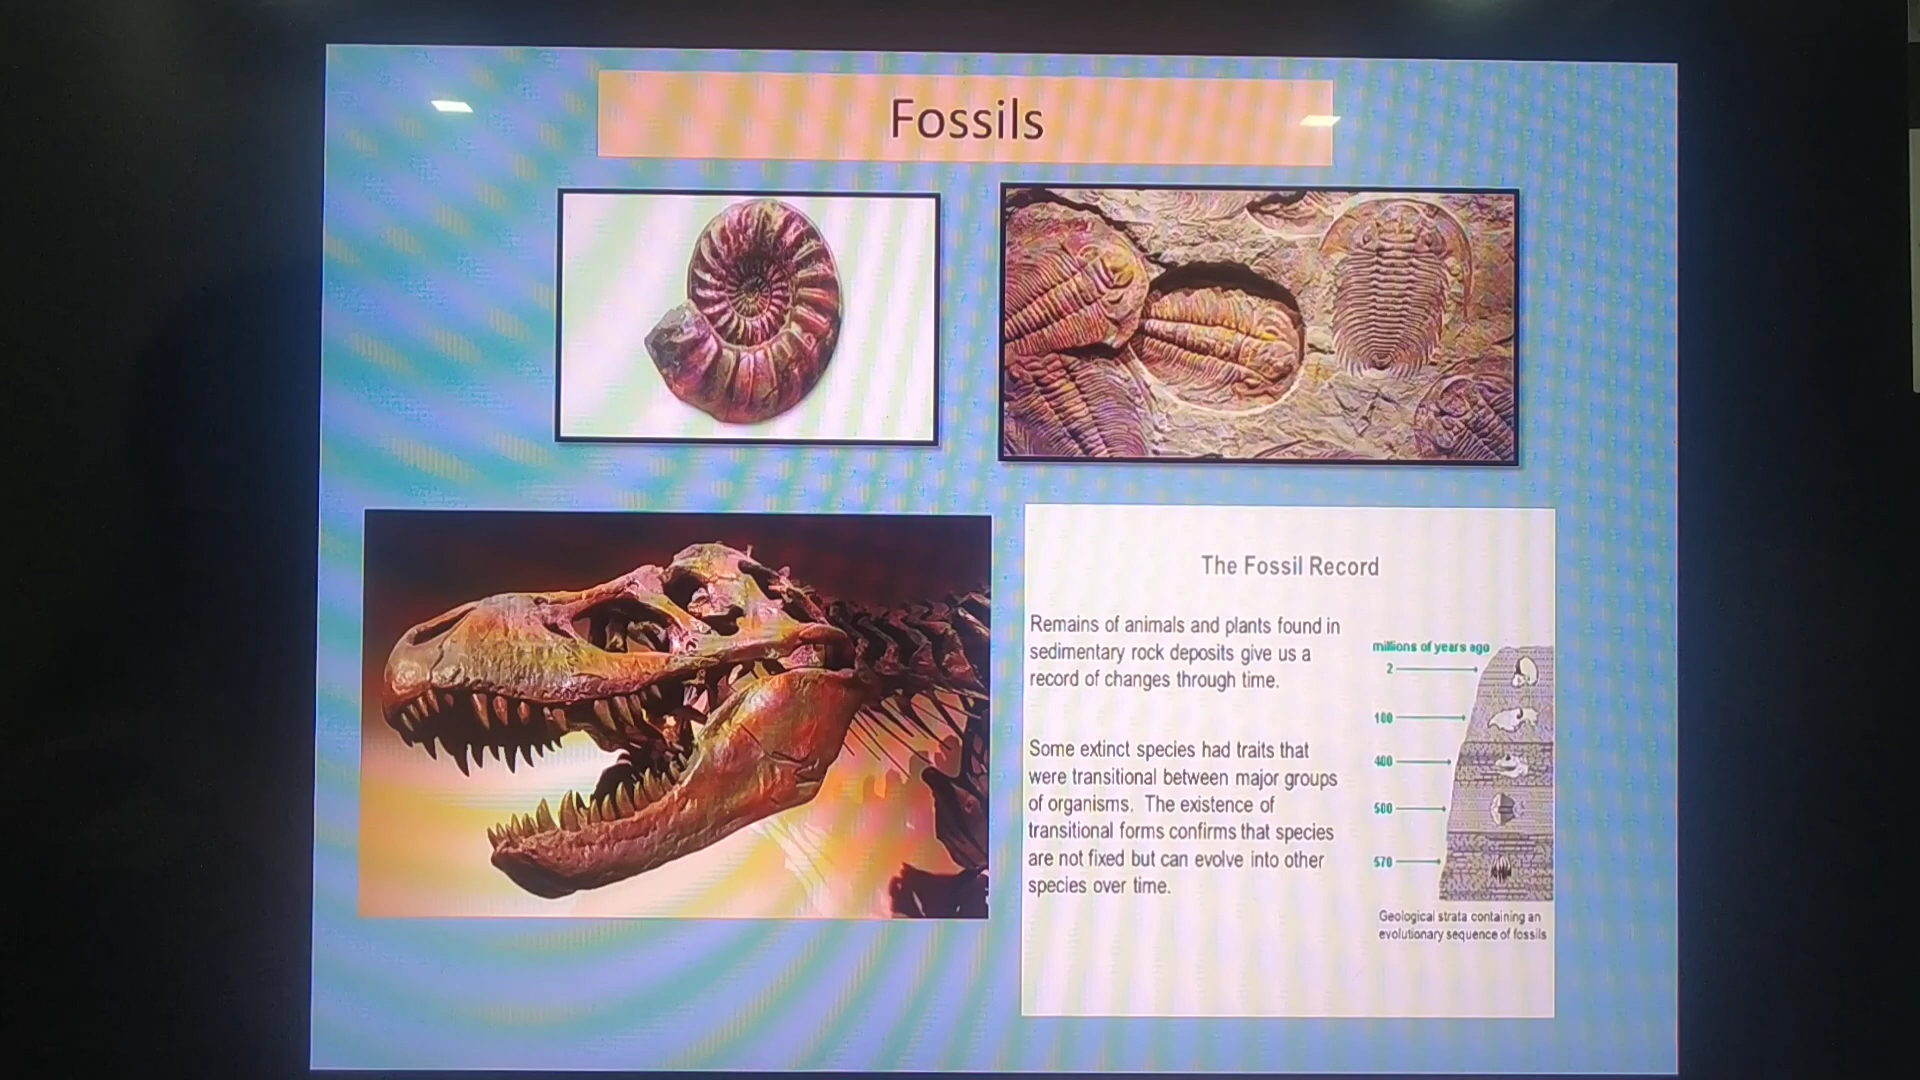 Fossils
The Fossil Record
Remains of animals and plants found in
sedimentary rock deposits give us a
record of changes through time.
Some extinct species had traits that
were transitional between major groups
of organisms. The existence of
transitional forms confirms that species
are not fixed but can evolve into other
species over time.
millions of years ago
2
100
400
500
570
Geological strata containing an
evolutionary sequence of fossils